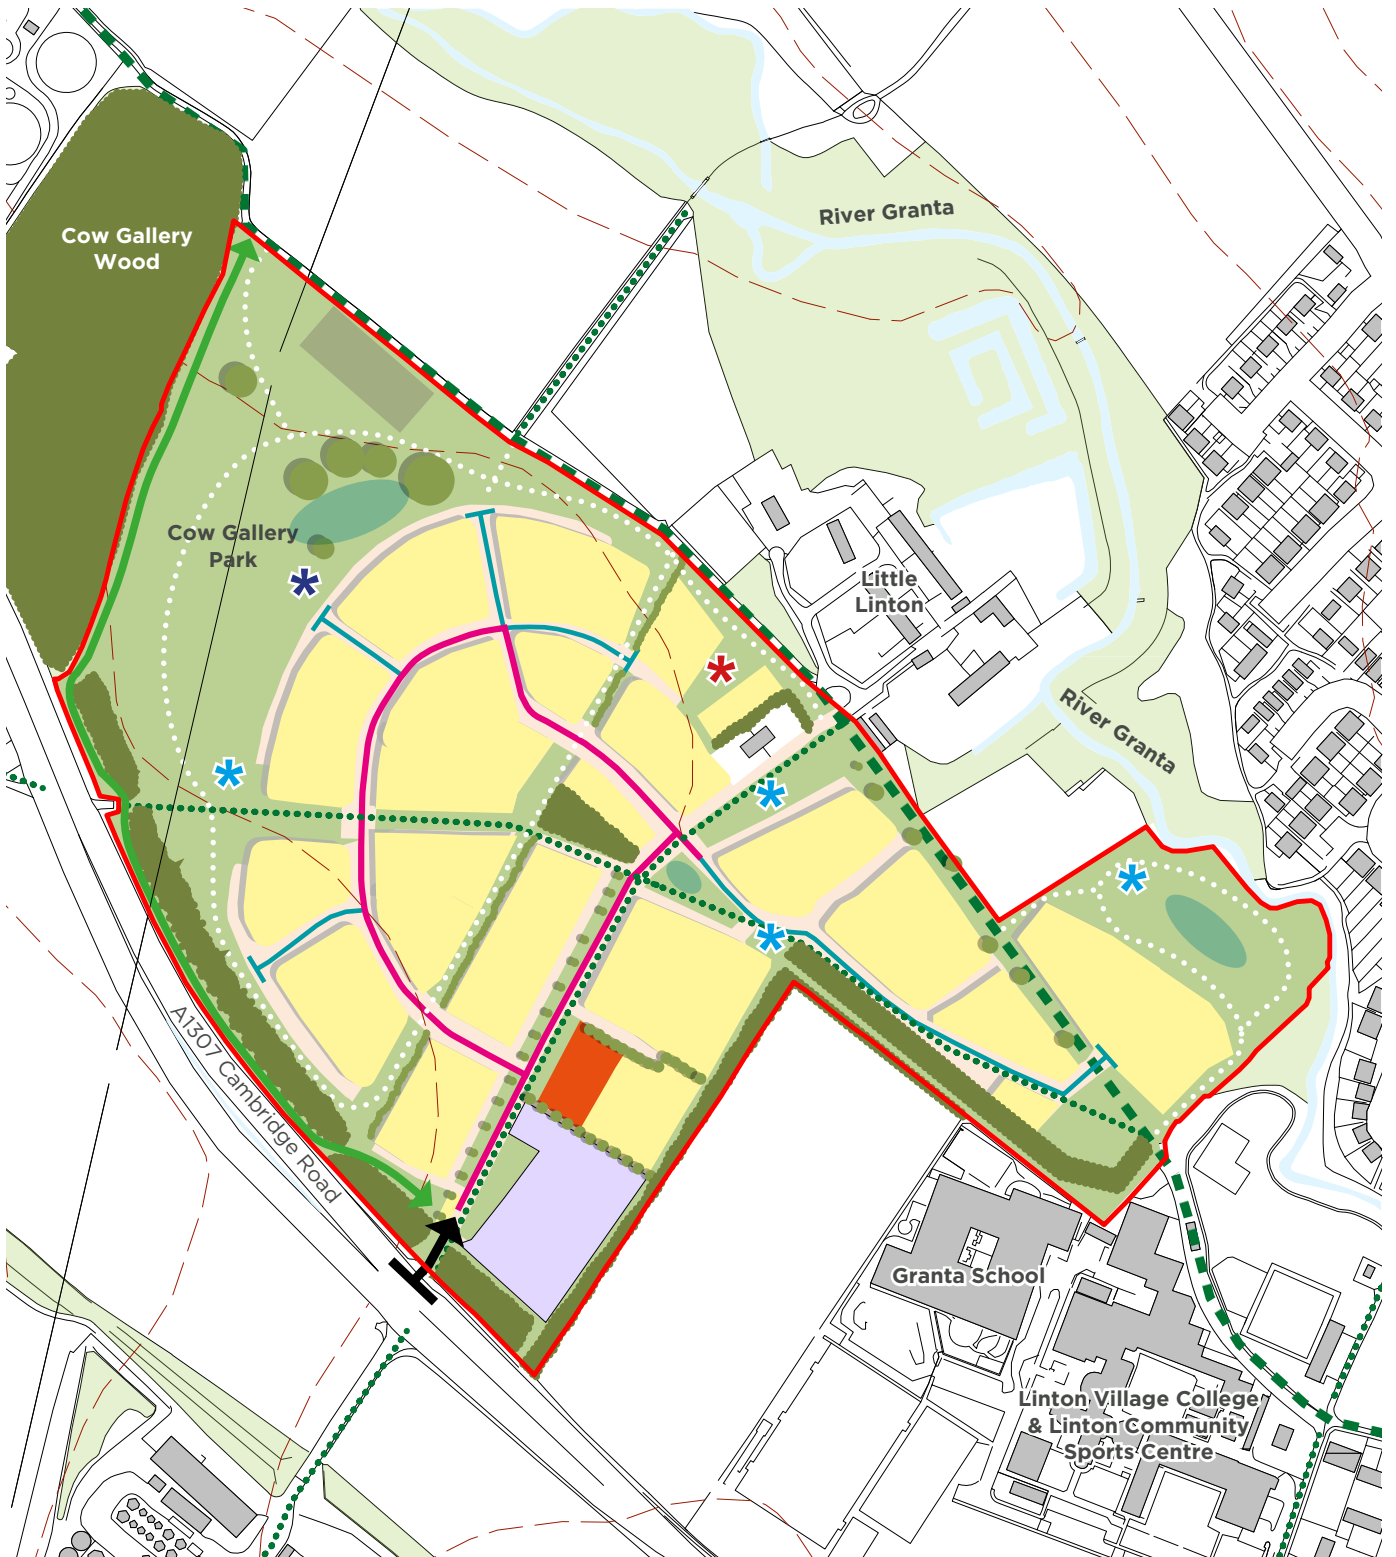 River Granta
Cow Gallery
Wood
Cow Gallery
Park
Little
Linton
River Granta
A1307 Cambridge Road
Granta School
Linton Village College
& Linton Community
Sports Centre